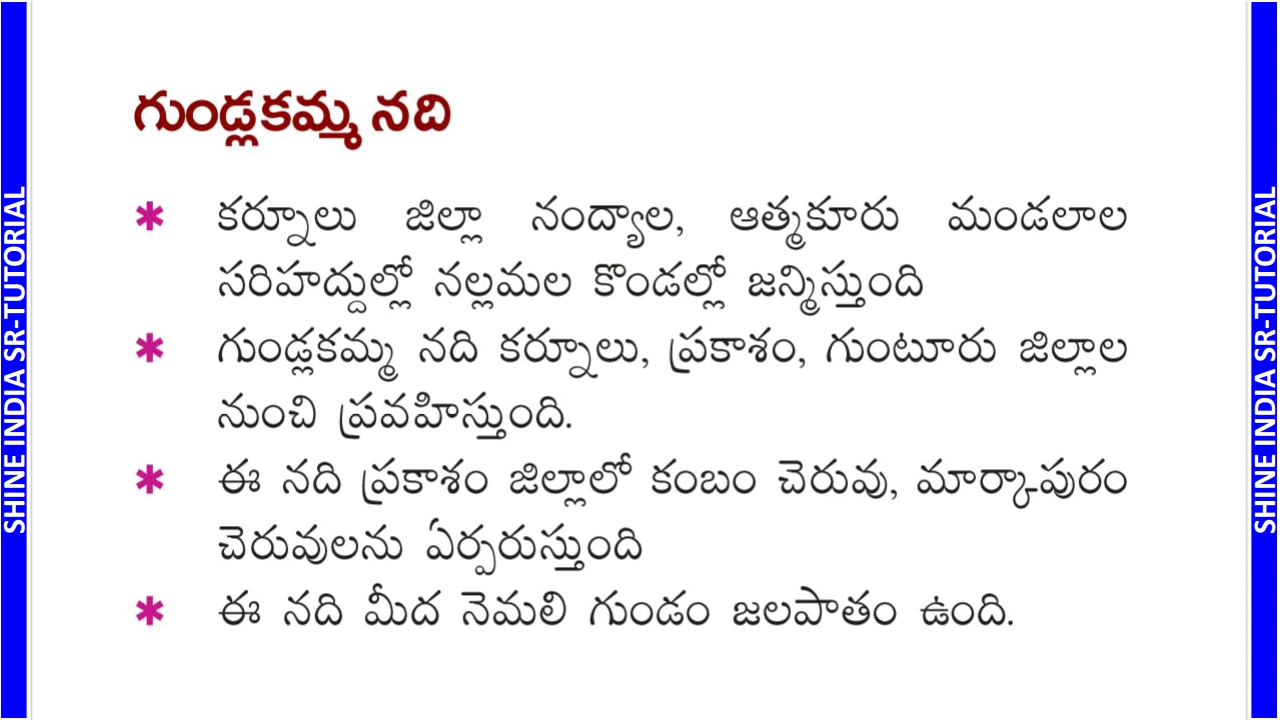 గుండ్లకమ్మ నది
* కర్నూలు జిల్లా నంద్యాల, ఆత్మకూరు మండలాల
సరిహద్దుల్లో నల్లమల కొండల్లో జన్మిస్తుంది
* గుండ్లకమ్మ నది కర్నూలు, ప్రకాశం, గుంటూరు జిల్లాల
నుంచి ప్రవహిస్తుంది.
* ఈ నది ప్రకాశం జిల్లాలో కంబం చెరువు, మార్కాపురం
చెరువులను ఏర్పరుస్తుంది
* ఈ నది మీద నెమలి గుండం జలపాతం ఉంది.
SHINE INDIA SR-TUTORIAL
SHINE INDIA SR-TUTORIAL